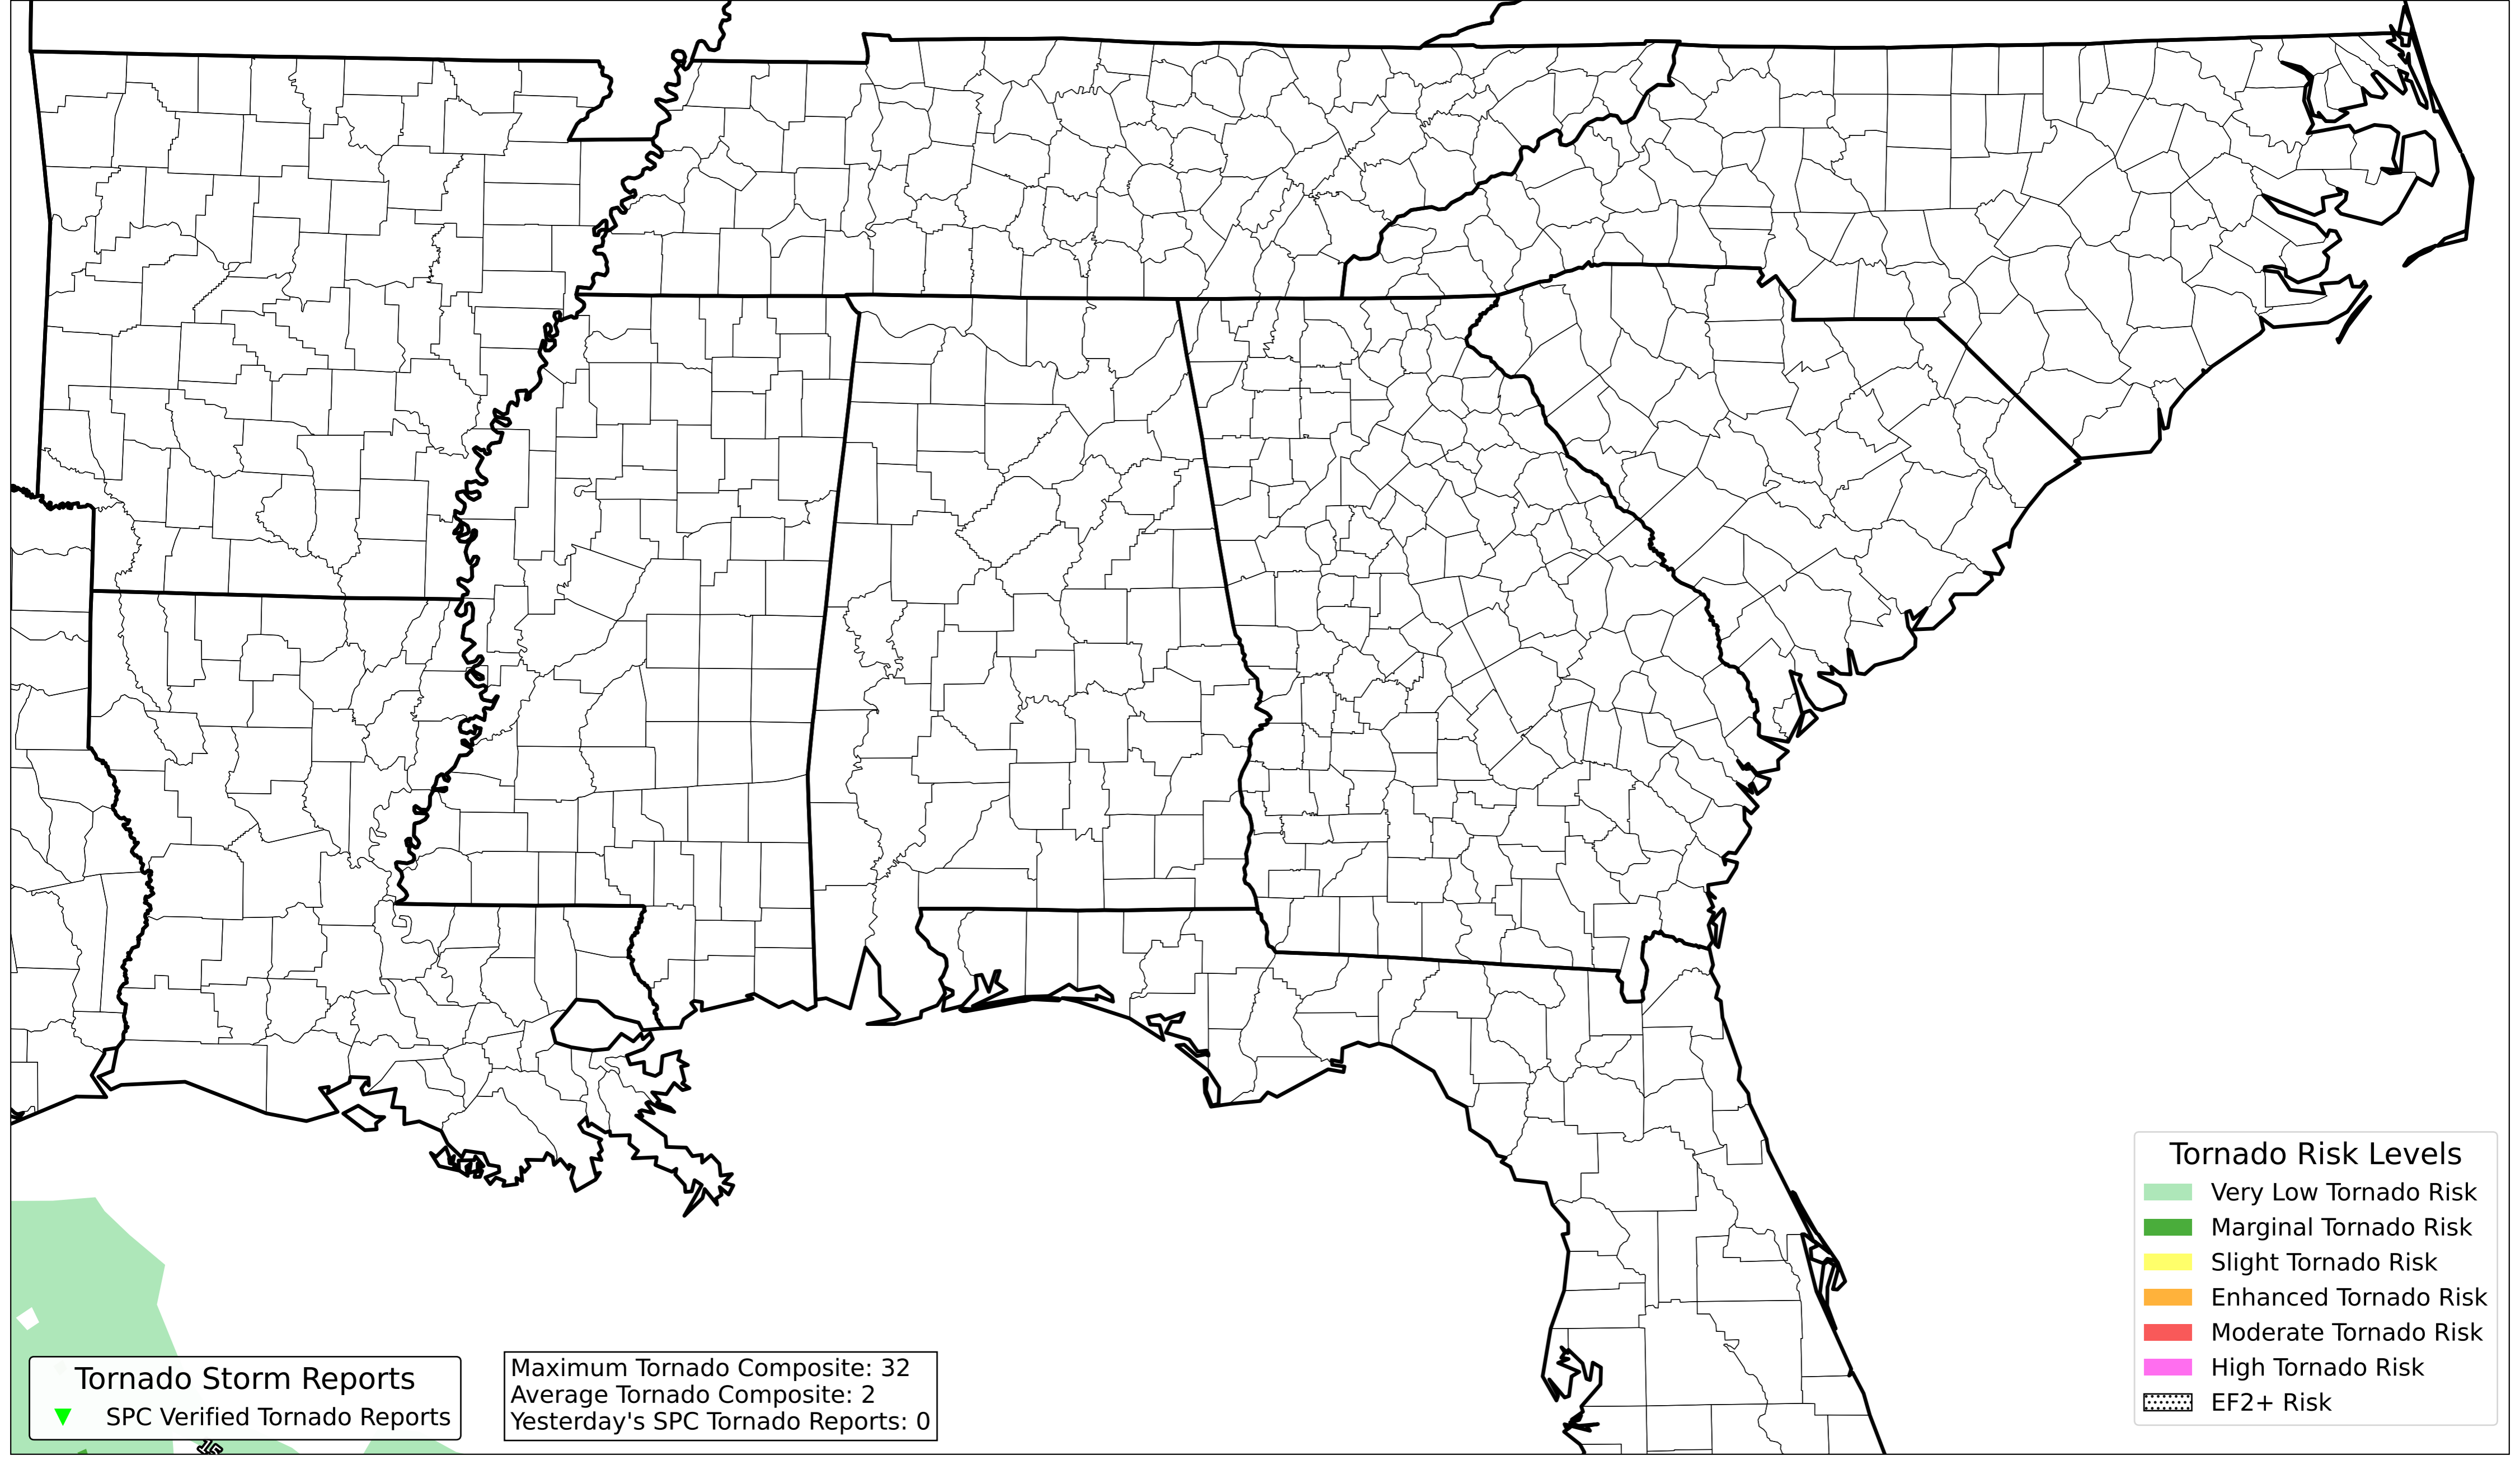 Tornado Risk Levels
Very Low Tornado Risk
Marginal Tornado Risk
Slight Tornado Risk
Enhanced Tornado Risk
Moderate Tornado Risk
High Tornado Risk
EF2+ Risk
Tornado Storm Reports
SPC Verified Tornado Reports
Maximum Tornado Composite: 32
Average Tornado Composite: 2
Yesterday's SPC Tornado Reports: 0